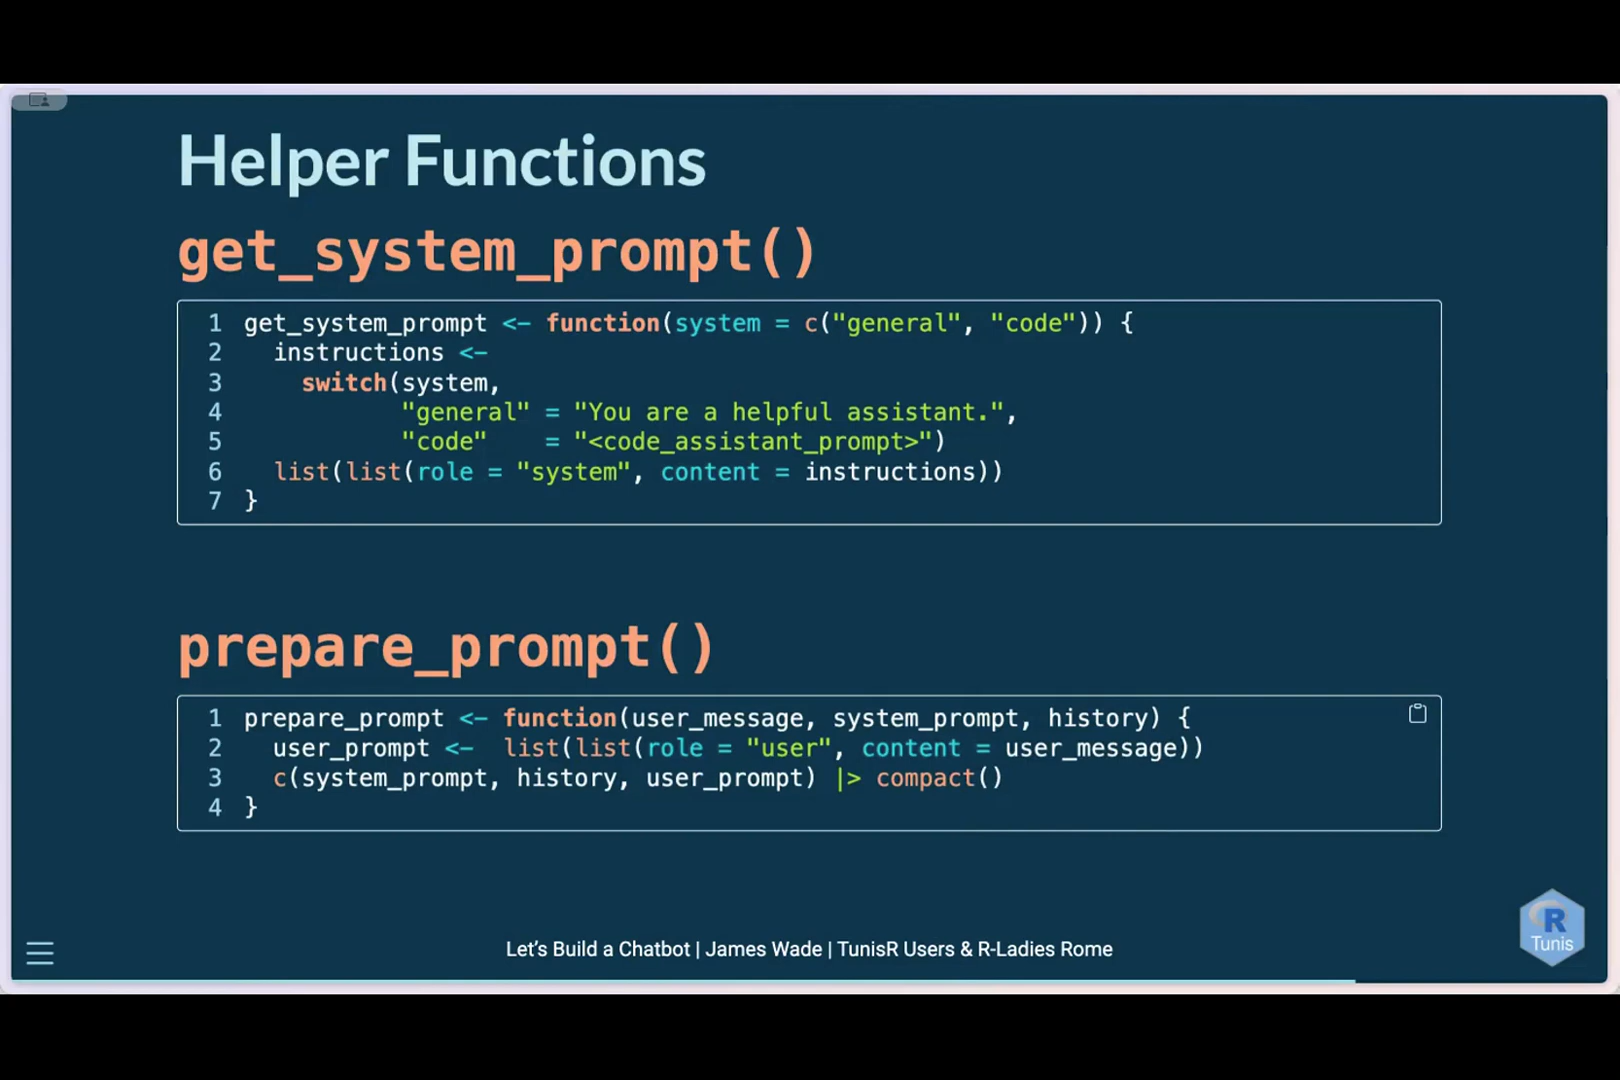 Helper Functions
get_system_prompt()
1 get_system_prompt <- function(system = c("general", "code")) {
2   instructions <-
3     switch(system,
4            "general" = "You are a helpful assistant.",
5            "code"    = "<code_assistant_prompt>")
6   list(list(role = "system", content = instructions))
7 }
prepare_prompt()
1 prepare_prompt <- function(user_message, system_prompt, history) {
2   user_prompt <-  list(list(role = "user", content = user_message))
3   c(system_prompt, history, user_prompt) |> compact()
4 }
Let’s Build a Chatbot | James Wade | TunisR Users & R-Ladies Rome
R
Tunis